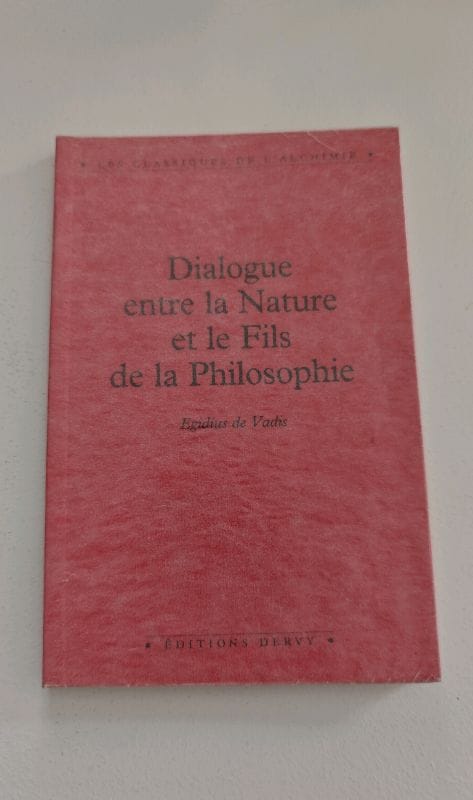 • LES CLASSIQUES DE L'ALCHIMIE •
Dialogue
entre la Nature
et le Fils
de la Philosophie
Egidius de Vadis
• ÉDITIONS DERVY •